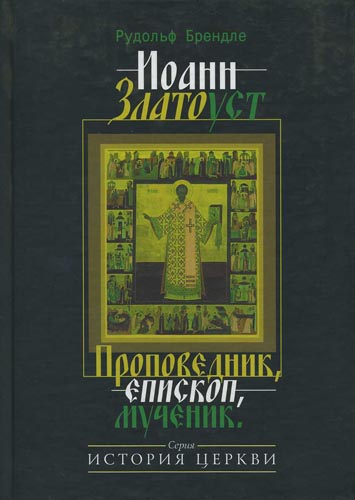 Рудольф Брендле
Иоанн
Златоуст
Проповедник,
епископ,
мученик.
Серия
ИСТОРИЯ ЦЕРКВИ